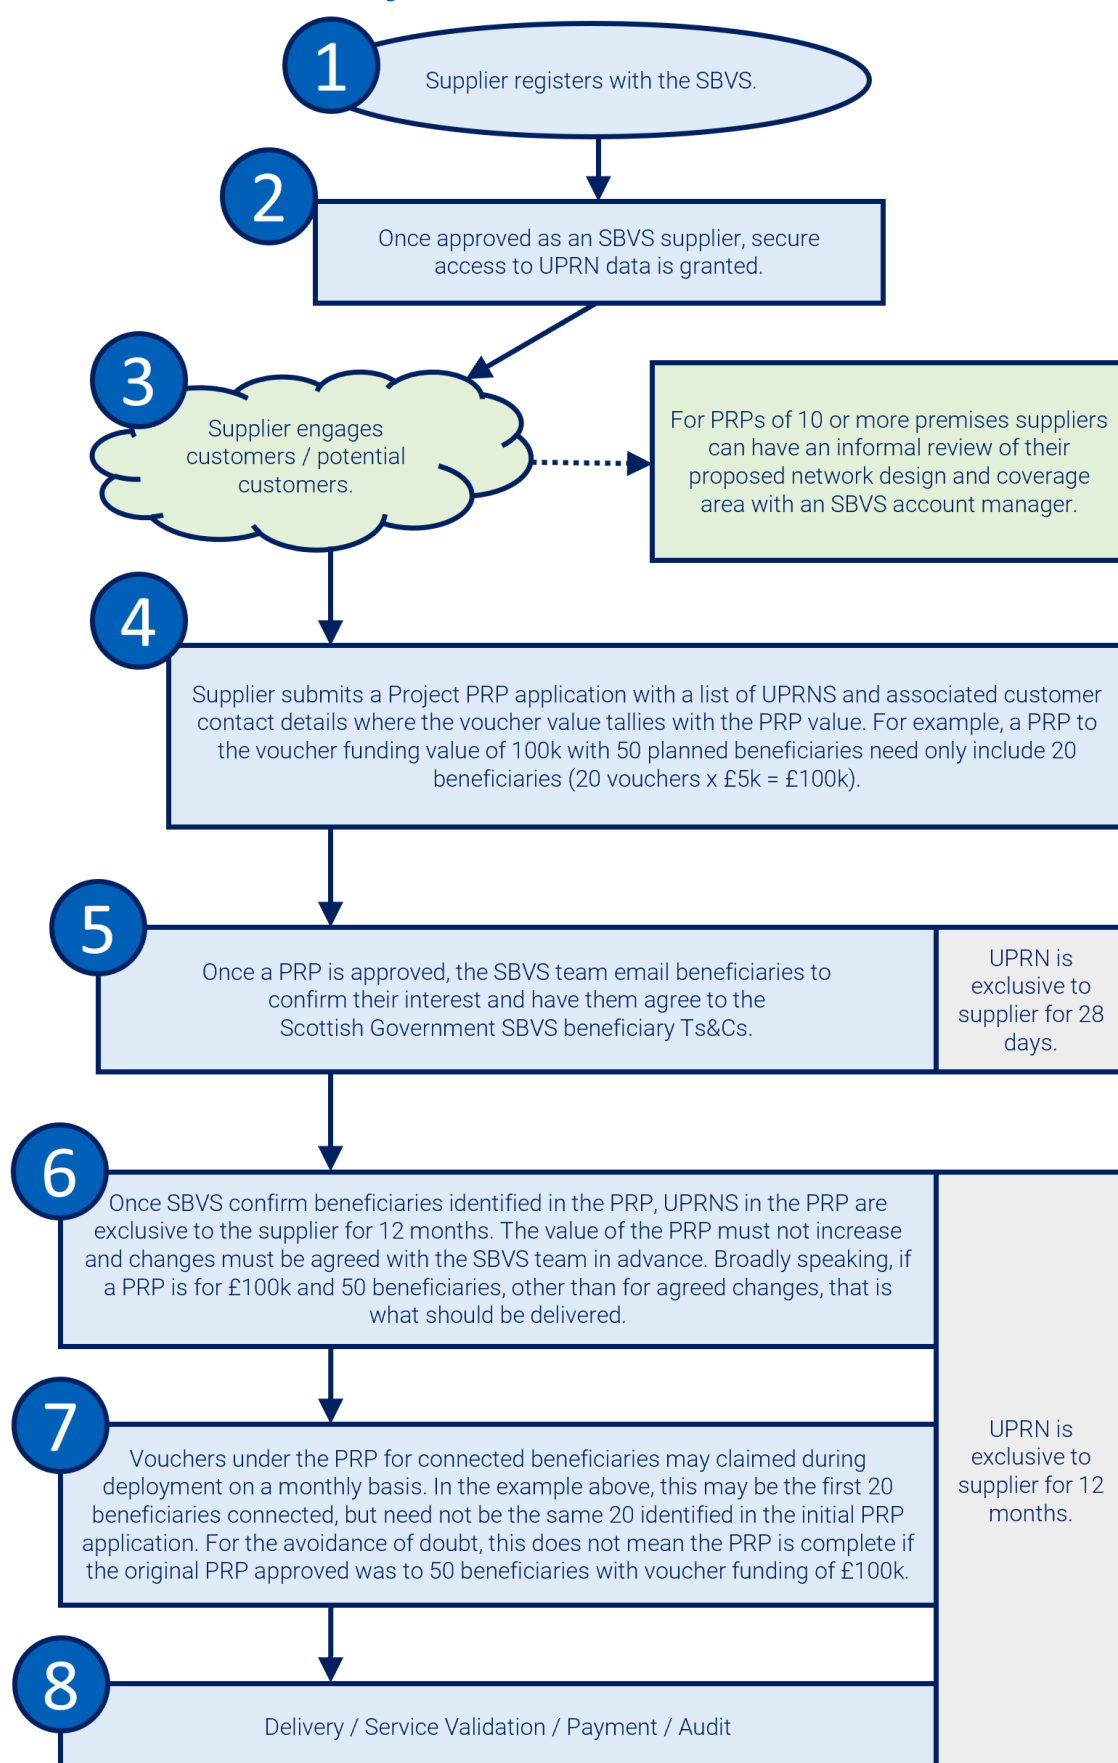 1
Supplier registers with the SBVS.
2
Once approved as an SBVS supplier, secure
access to UPRN data is granted.
3
Supplier engages
customers / potential
customers.
For PRPs of 10 or more premises suppliers
can have an informal review of their
proposed network design and coverage
area with an SBVS account manager.
4
Supplier submits a Project PRP application with a list of UPRNS and associated customer
contact details where the voucher value tallies with the PRP value. For example, a PRP to
the voucher funding value of 100k with 50 planned beneficiaries need only include 20
beneficiaries (20 vouchers x £5k = £100k).
5
Once a PRP is approved, the SBVS team email beneficiaries to
confirm their interest and have them agree to the
Scottish Government SBVS beneficiary Ts&Cs.
UPRN is
exclusive to
supplier for 28
days.
6
Once SBVS confirm beneficiaries identified in the PRP, UPRNS in the PRP are
exclusive to the supplier for 12 months. The value of the PRP must not increase
and changes must be agreed with the SBVS team in advance. Broadly speaking, if
a PRP is for £100k and 50 beneficiaries, other than for agreed changes, that is
what should be delivered.
7
Vouchers under the PRP for connected beneficiaries may claimed during
deployment on a monthly basis. In the example above, this may be the first 20
beneficiaries connected, but need not be the same 20 identified in the initial PRP
application. For the avoidance of doubt, this does not mean the PRP is complete if
the original PRP approved was to 50 beneficiaries with voucher funding of £100k.
UPRN is
exclusive to
supplier for 12
months.
8
Delivery / Service Validation / Payment / Audit